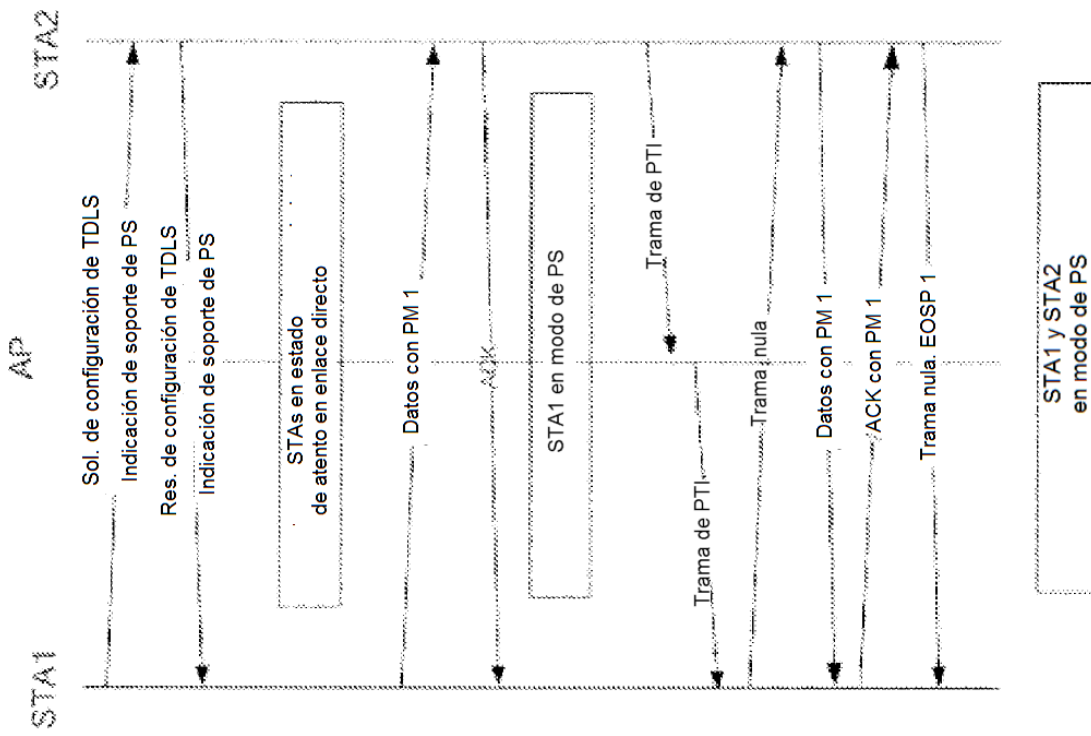 STA1
AP
STA2
Sol. de configuración de TDLS
Indicación de soporte de PS
Res. de configuración de TDLS
Indicación de soporte de PS
STAs en estado
de atento en enlace directo
Datos con PM 1
ACK
STA1 en modo de PS
Trama de PTI
Trama de PTI
Trama nula
Datos con PM 1
ACK con PM 1
Trama nula. EOSP 1
STA1 y STA2
en modo de PS